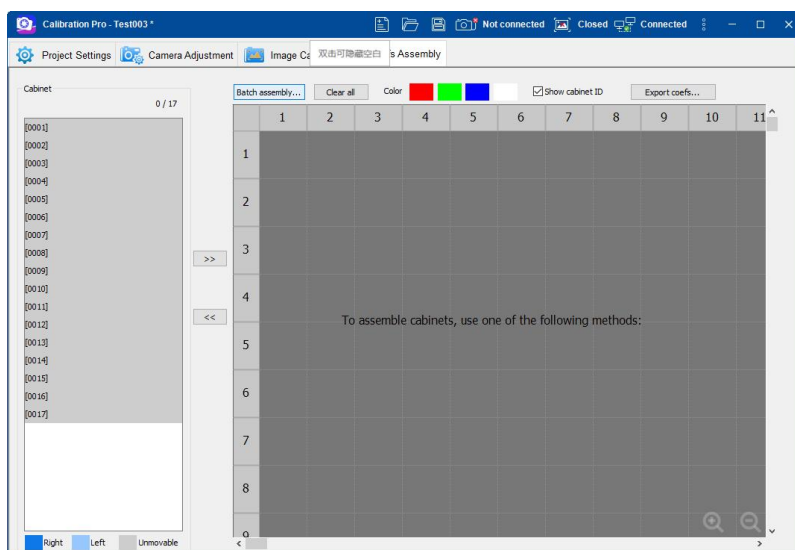 Calibration Pro - Test003 *
Not connected
Closed
Connected
Project Settings
Camera Adjustment
Image Ca
双击可隐藏空白
's Assembly
Cabinet
0 / 17
Batch assembly...
Clear all
Color
Show cabinet ID
Export coefs...
1 2 3 4 5 6 7 8 9 10 11
[0001]
[0002]
[0003]
[0004]
[0005]
[0006]
[0007]
[0008]
[0009]
[0010]
[0011]
[0012]
[0013]
[0014]
[0015]
[0016]
[0017]
>>
<<
1
2
3
4
5
6
7
8
9
To assemble cabinets, use one of the following methods:
Right
Left
Unmovable